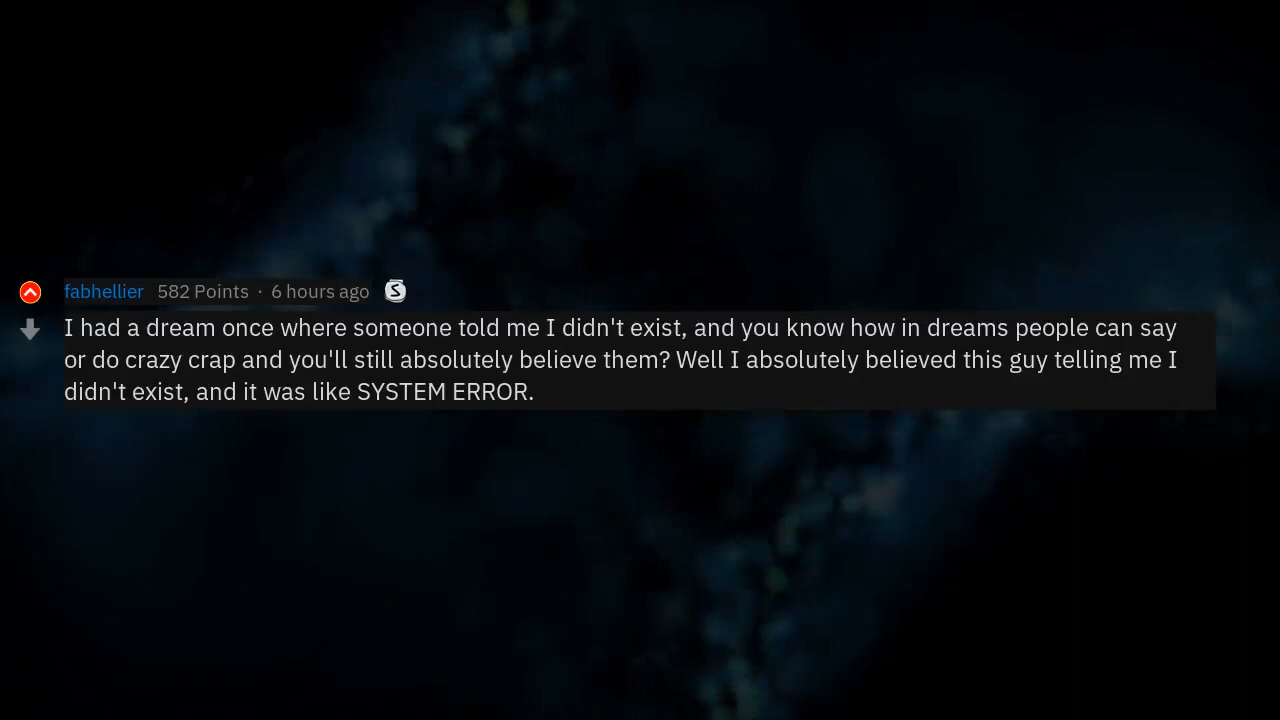 fabhellier 582 Points · 6 hours ago S
I had a dream once where someone told me I didn't exist, and you know how in dreams people can say
or do crazy crap and you'll still absolutely believe them? Well I absolutely believed this guy telling me I
didn't exist, and it was like SYSTEM ERROR.